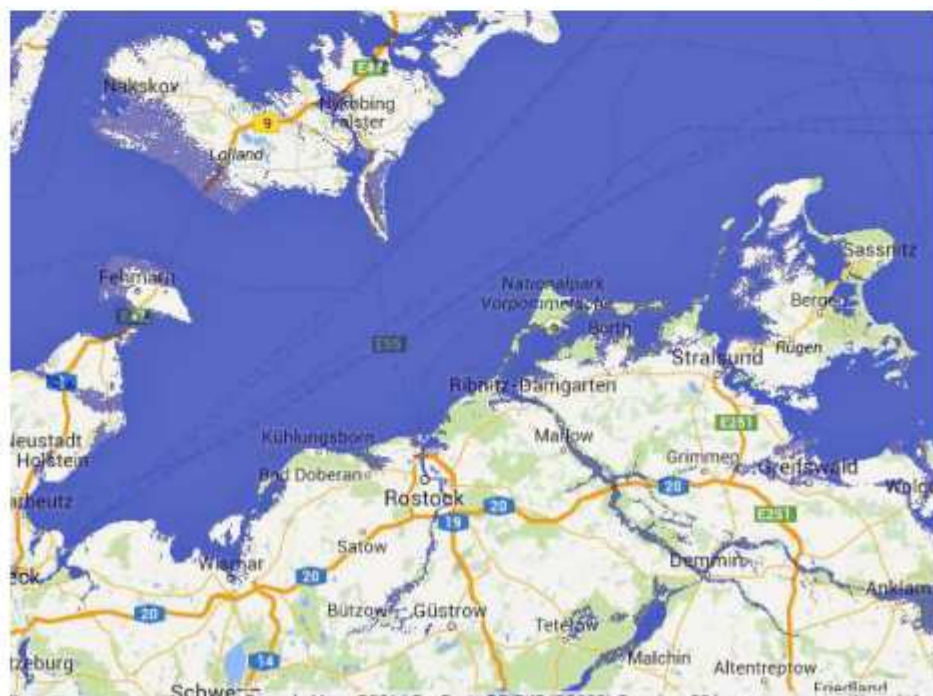 E47
Nakskov
Nykøbing
Falster
9
Lolland
Sassnitz
Fehmarn
Nationalpark
Vorpommersche
Bergen
Barth
E55
Rügen
Stralsund
Ribnitz-Damgarten
E251
Neustadt
Holstein
Kühlungsborn
Marlow
Grimmen
Greifswald
Bad Doberan
Rostock
20
20
19
E251
Satow
Wismar
Demmin
20
Anklam
20
Bützow
Güstrow
Teterow
Malchin
14
Altentreptow
Friedland